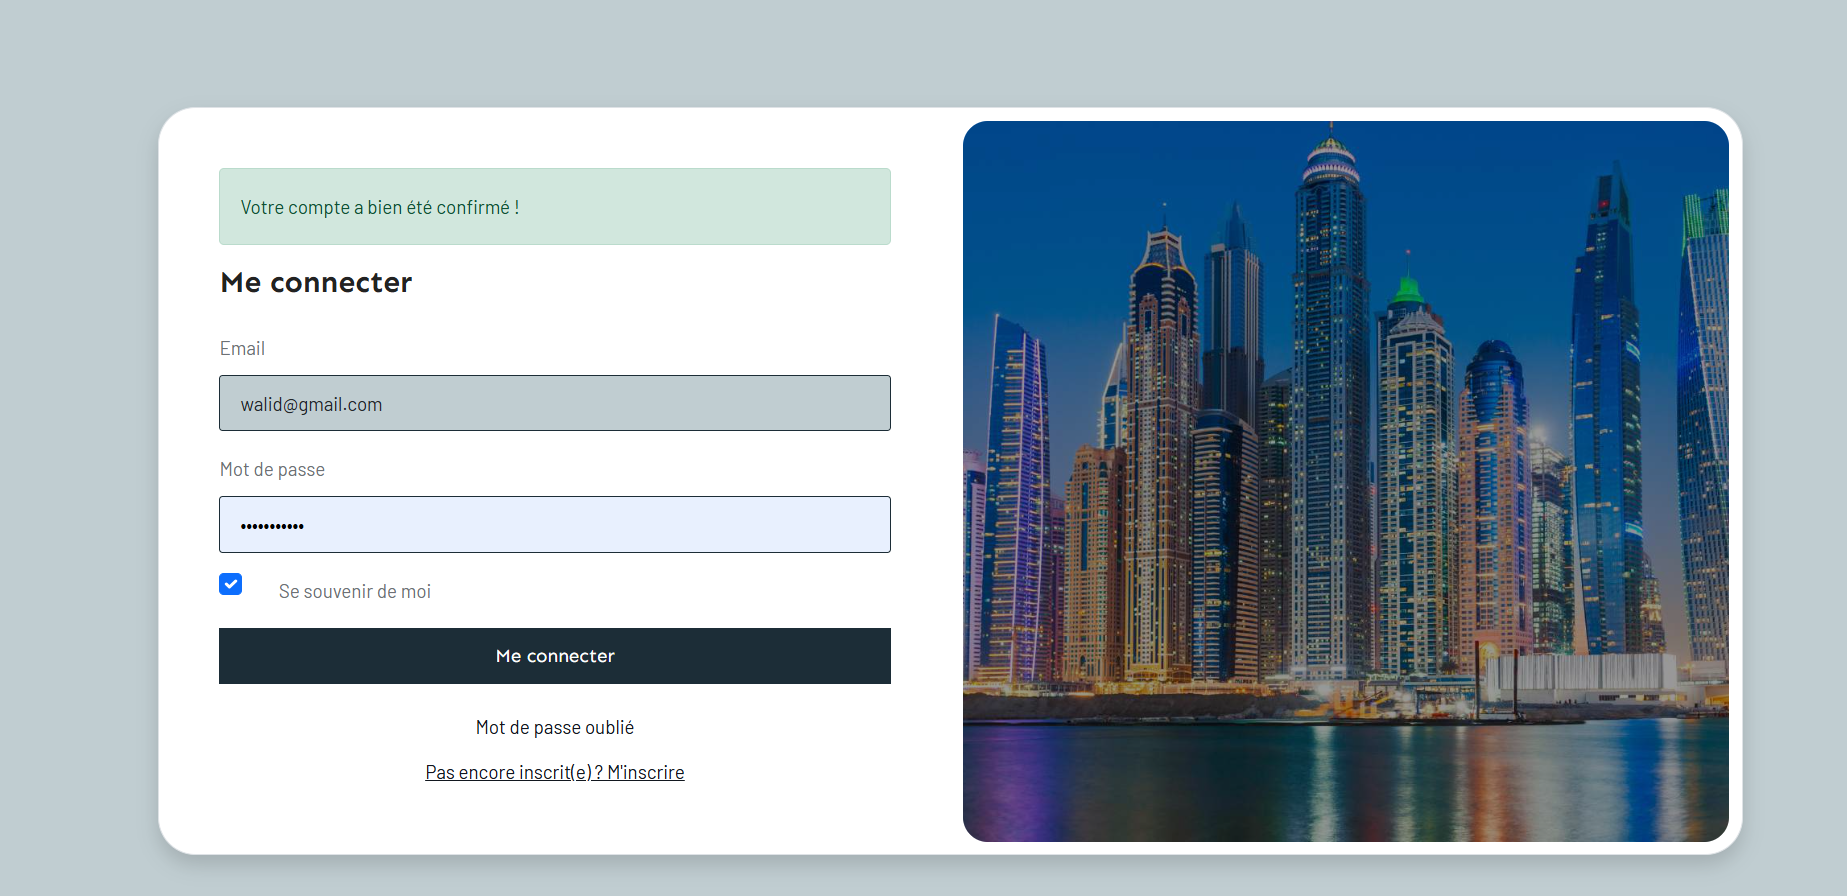 Votre compte a bien été confirmé !
Me connecter
Email
walid@gmail.com
Mot de passe
•••••••••••
Se souvenir de moi
Me connecter
Mot de passe oublié
Pas encore inscrit(e) ? M'inscrire